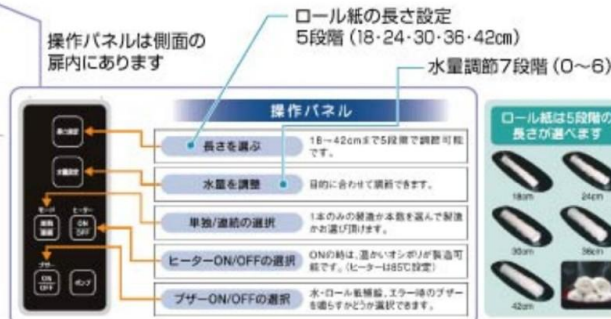 ロール紙の長さ設定
5段階(18・24・30・36・42㎝)
操作パネルは側面の
扉内にあります
水量調節7段階(0～6)
操作パネル
長さ設定
水量設定
モード
ヒーター
ON
OFF
ブザー
ON
OFF
ポンプ
長さを選ぶ
18～42cmまで5段階で調節可能
です。
水量を調整
目的に合わせて調節できます。
単独/連続の選択
1本のみの製造か本数を選んで製造
かお選び頂けます。
ヒーターON/OFFの選択
ONの時は、温かいオシボリが製造可
能です。(ヒーターは85℃設定)
ブザーON/OFFの選択
水・ロール紙補給、エラー時のブザー
を鳴らすかどうか選択できます。
ロール紙は5段階の
長さが選べます
18cm
24cm
30cm
36cm
42cm